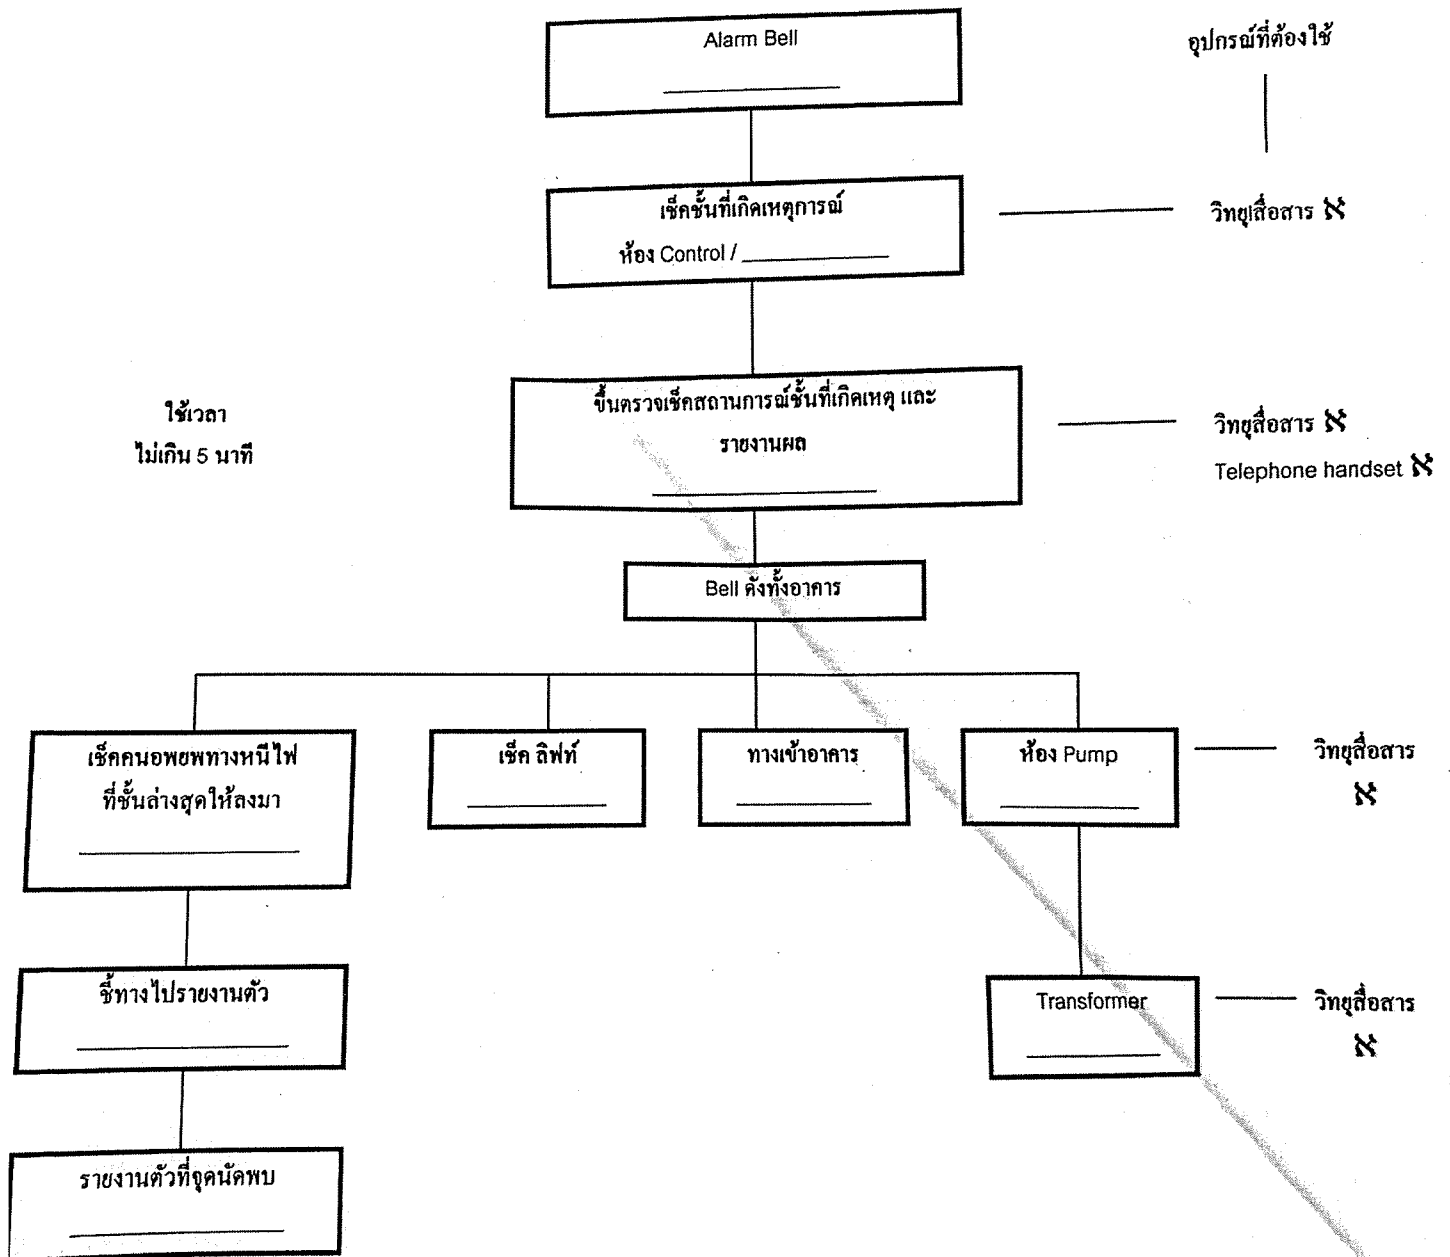 Alarm Bell
อุปกรณ์ที่ต้องใช้
เช็คชั้นที่เกิดเหตุการณ์
ห้อง Control /
วิทยุสื่อสาร ℵ
ใช้เวลา
ไม่เกิน 5 นาที
ขึ้นตรวจเช็คสถานการณ์ชั้นที่เกิดเหตุ และ
รายงานผล
วิทยุสื่อสาร ℵ
Telephone handset ℵ
Bell ดังทั้งอาคาร
เช็คคนอพยพทางหนีไฟ
ที่ชั้นล่างสุดให้ลงมา
เช็ค ลิฟท์
ทางเข้าอาคาร
ห้อง Pump
วิทยุสื่อสาร
ℵ
ชี้ทางไปรายงานตัว
Transformer
วิทยุสื่อสาร
ℵ
รายงานตัวที่จุดนัดพบ